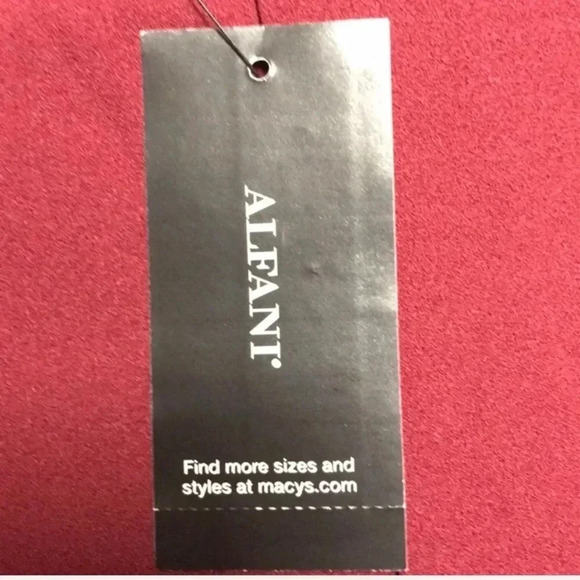 ALFANI
Find more sizes and
styles at macys.com